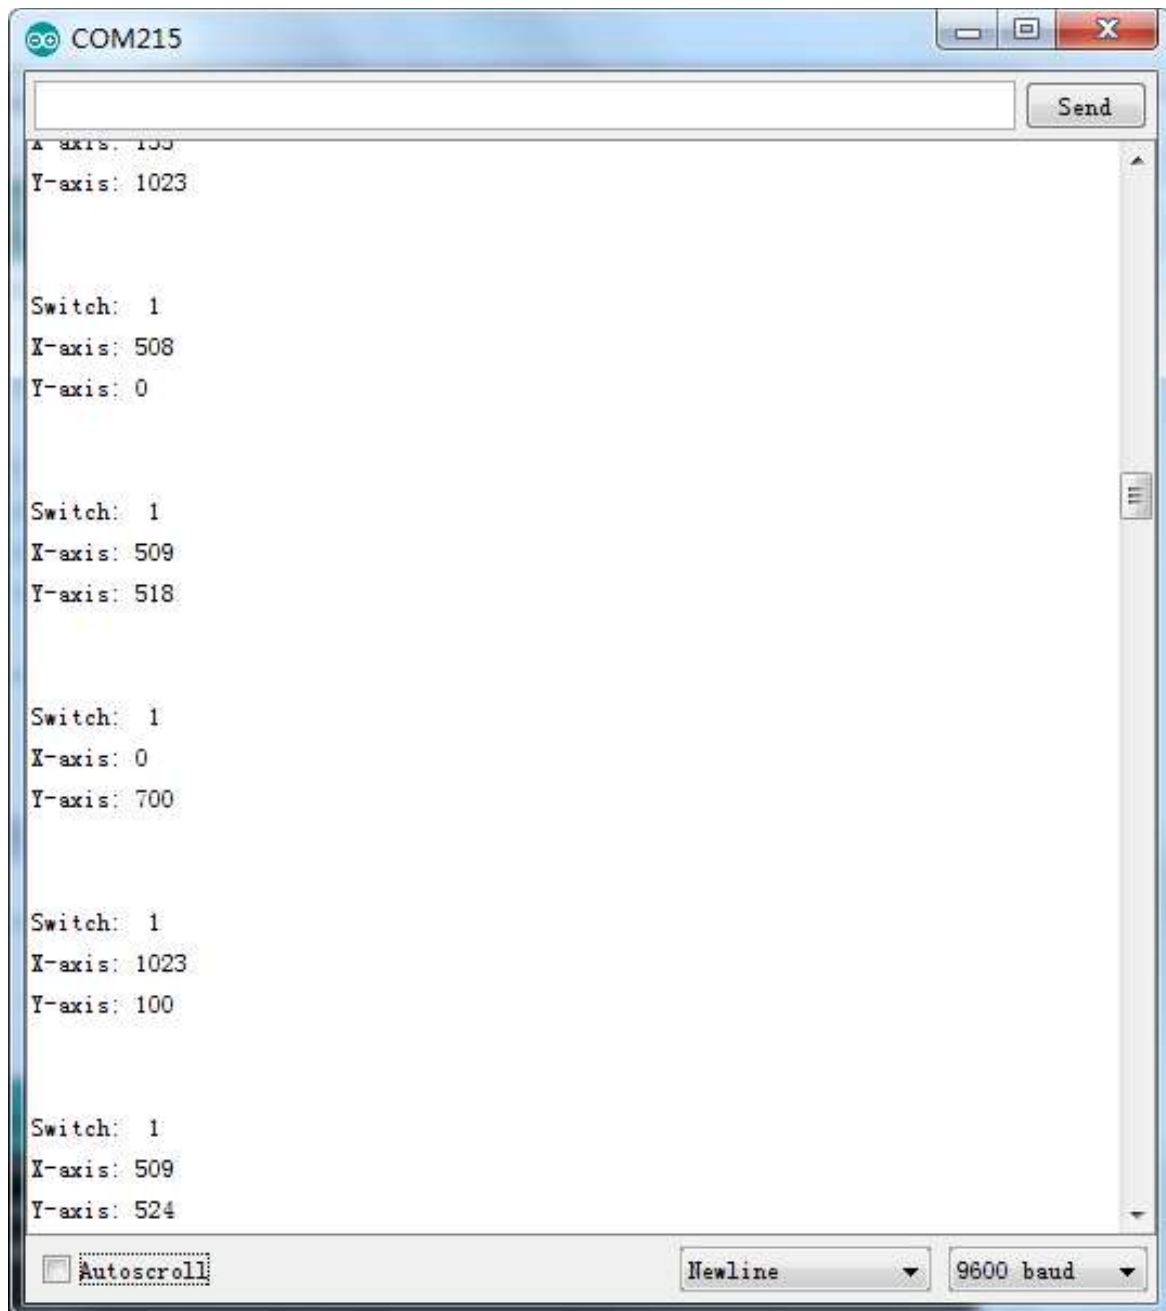 COM215
Send
Y-axis: 1023
Switch:  1
X-axis: 508
Y-axis: 0
Switch:  1
X-axis: 509
Y-axis: 518
Switch:  1
X-axis: 0
Y-axis: 700
Switch:  1
X-axis: 1023
Y-axis: 100
Switch:  1
X-axis: 509
Y-axis: 524
Autoscroll Newline 9600 baud